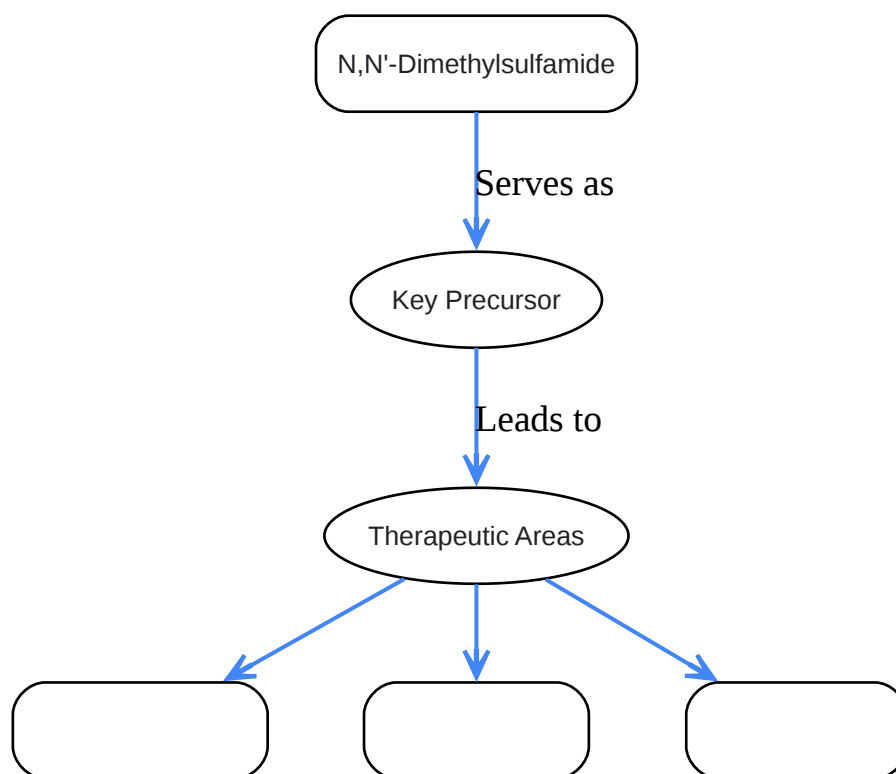 N,N'-Dimethylsulfamide
Serves as
Key Precursor
Leads to
Therapeutic Areas